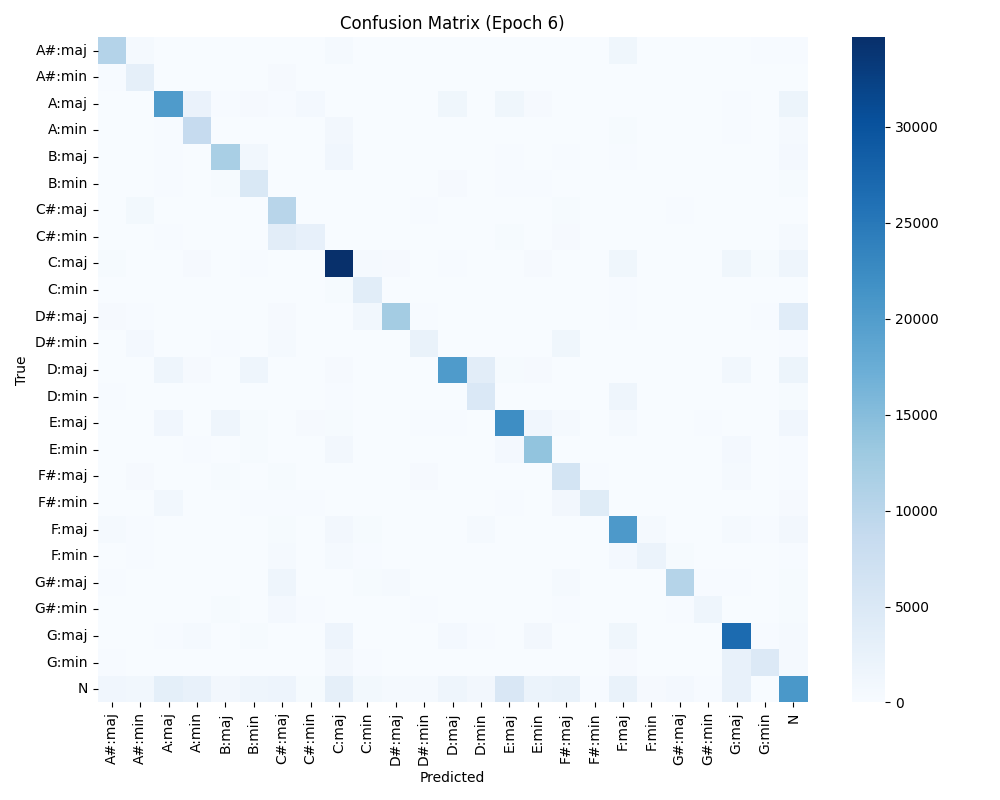 Confusion Matrix (Epoch 6)
True
A#:maj
A#:min
A:maj
A:min
B:maj
B:min
C#:maj
C#:min
C:maj
C:min
D#:maj
D#:min
D:maj
D:min
E:maj
E:min
F#:maj
F#:min
F:maj
F:min
G#:maj
G#:min
G:maj
G:min
N
A#:maj
A#:min
A:maj
A:min
B:maj
B:min
C#:maj
C#:min
C:maj
C:min
D#:maj
D#:min
D:maj
D:min
E:maj
E:min
F#:maj
F#:min
F:maj
F:min
G#:maj
G#:min
G:maj
G:min
N
Predicted
30000
25000
20000
15000
10000
5000
0